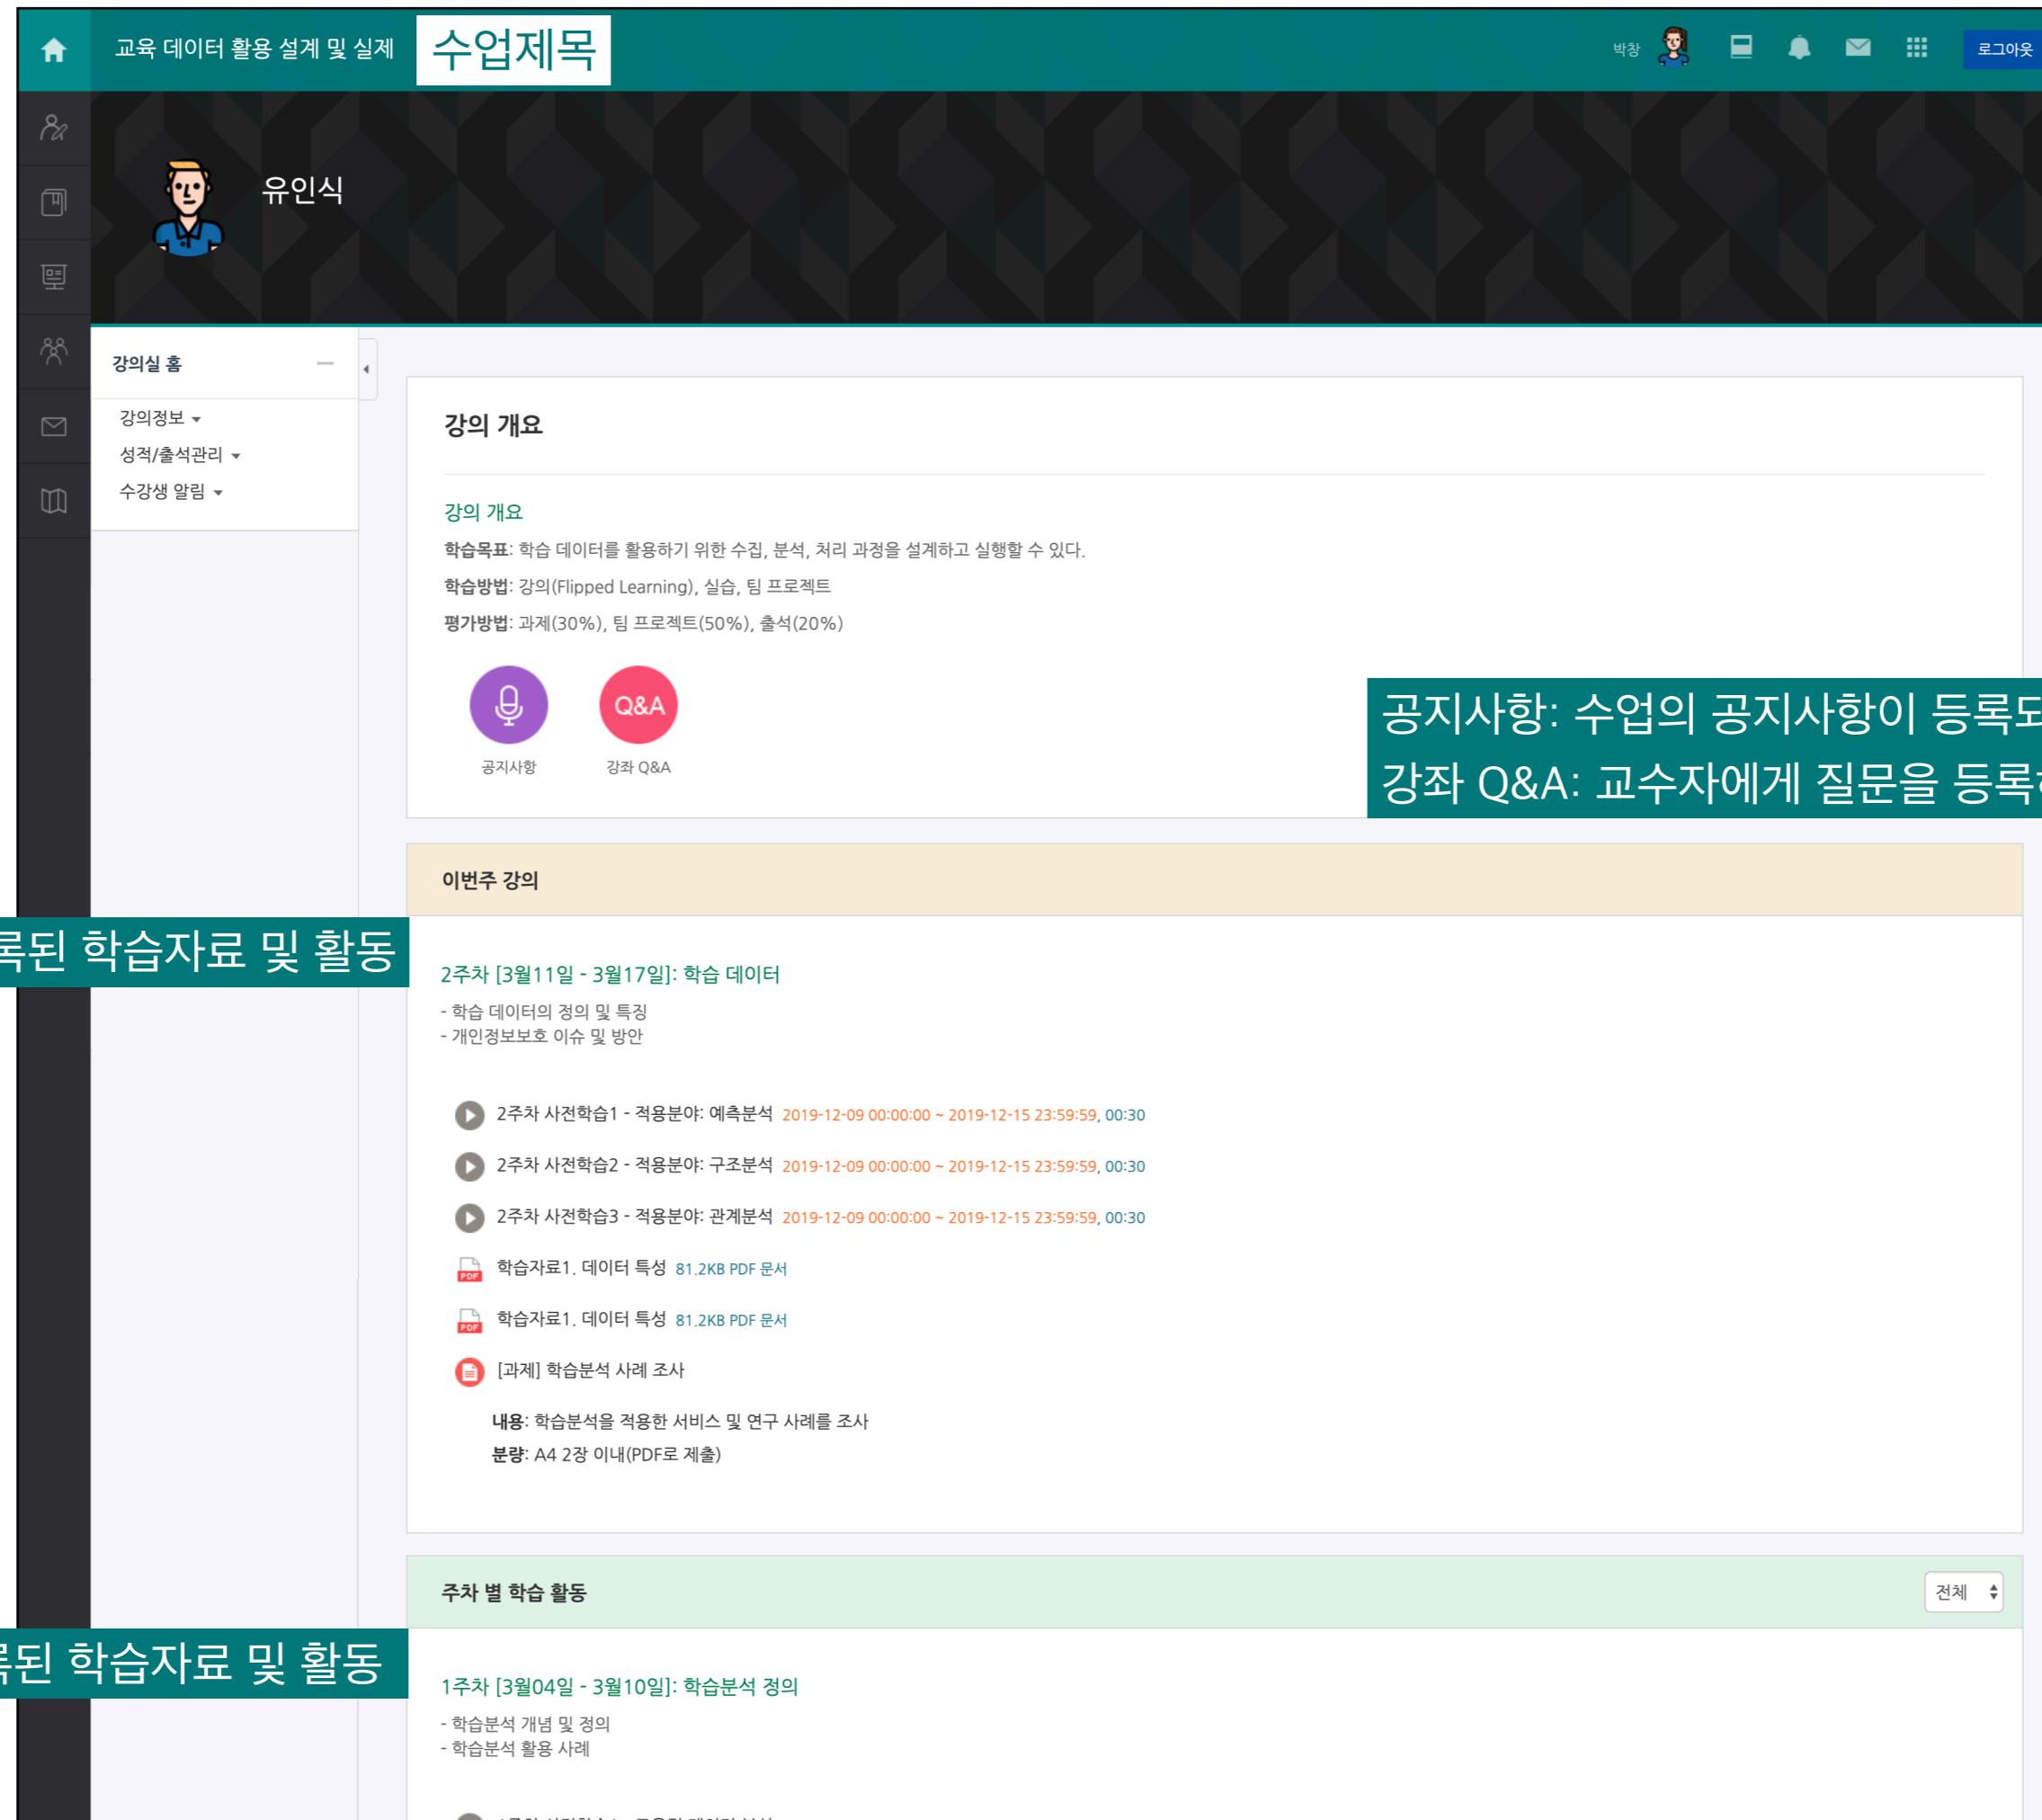 교육 데이터 활용 설계 및 실제
수업제목
박창
로그아웃
유인식
강의실 홈
강의정보
성적/출석관리
수강생 알림
강의 개요
강의 개요
학습목표: 학습 데이터를 활용하기 위한 수집, 분석, 처리 과정을 설계하고 실행할 수 있다.
학습방법: 강의(Flipped Learning), 실습, 팀 프로젝트
평가방법: 과제(30%), 팀 프로젝트(50%), 출석(20%)
Q&A
공지사항
강좌 Q&A
공지사항: 수업의 공지사항이
강좌 Q&A: 교수자에게 질문을
이번주 강의
학습자료 및 활동
2주차 [3월11일 - 3월17일]: 학습 데이터
- 학습 데이터의 정의 및 특징
- 개인정보보호 이슈 및 방안
2주차 사전학습1 - 적용분야: 예측분석 2019-12-09 00:00:00 ~ 2019-12-15 23:59:59, 00:30
2주차 사전학습2 - 적용분야: 구조분석 2019-12-09 00:00:00 ~ 2019-12-15 23:59:59, 00:30
2주차 사전학습3 - 적용분야: 관계분석 2019-12-09 00:00:00 ~ 2019-12-15 23:59:59, 00:30
PDF 학습자료1. 데이터 특성 81.2KB PDF 문서
PDF 학습자료1. 데이터 특성 81.2KB PDF 문서
[과제] 학습분석 사례 조사
내용: 학습분석을 적용한 서비스 및 연구 사례를 조사
분량: A4 2장 이내(PDF로 제출)
주차 별 학습 활동
전체
학습자료 및 활동
1주차 [3월04일 - 3월10일]: 학습분석 정의
- 학습분석 개념 및 정의
- 학습분석 활용 사례